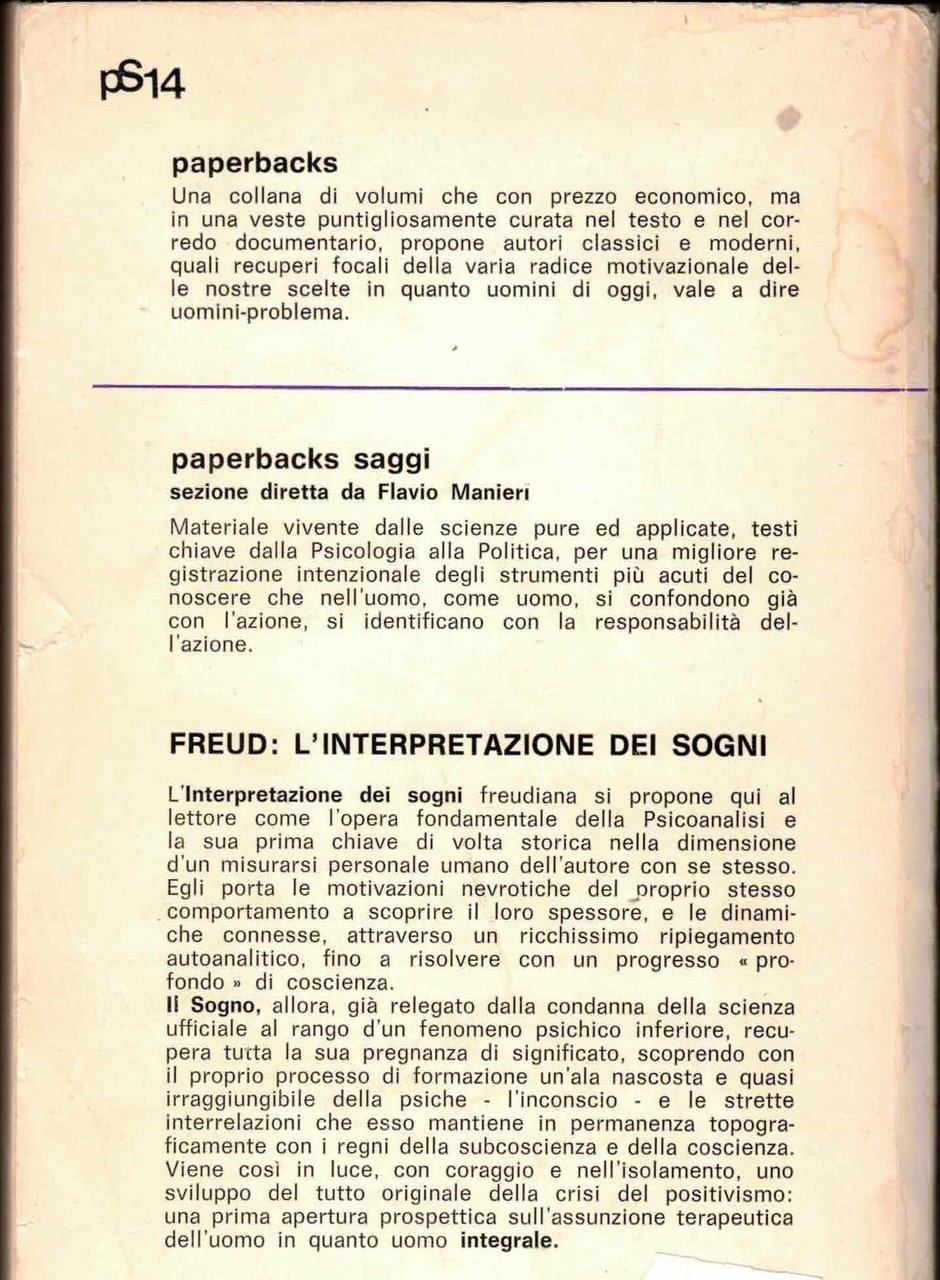 pS14
paperbacks
Una collana di volumi che con prezzo economico, ma
in una veste puntigliosamente curata nel testo e nel cor-
redo documentario, propone autori classici e moderni,
quali recuperi focali della varia radice motivazionale del-
le nostre scelte in quanto uomini di oggi, vale a dire
uomini-problema.
paperbacks saggi
sezione diretta da Flavio Manieri
Materiale vivente dalle scienze pure ed applicate, testi
chiave dalla Psicologia alla Politica, per una migliore re-
gistrazione intenzionale degli strumenti più acuti del co-
noscere che nell'uomo, come uomo, si confondono già
con l'azione, si identificano con la responsabilità del-
l'azione.
FREUD: L'INTERPRETAZIONE DEI SOGNI
L'Interpretazione dei sogni freudiana si propone qui al
lettore come l'opera fondamentale della Psicoanalisi e
la sua prima chiave di volta storica nella dimensione
d'un misurarsi personale umano dell'autore con se stesso.
Egli porta le motivazioni nevrotiche del proprio stesso
comportamento a scoprire il loro spessore, e le dinami-
che connesse, attraverso un ricchissimo ripiegamento
autoanalitico, fino a risolvere con un progresso « pro-
fondo » di coscienza.
Il Sogno, allora, già relegato dalla condanna della scienza
ufficiale al rango d'un fenomeno psichico inferiore, recu-
pera tutta la sua pregnanza di significato, scoprendo con
il proprio processo di formazione un'ala nascosta e quasi
irraggiungibile della psiche - l'inconscio - e le strette
interrelazioni che esso mantiene in permanenza topogra-
ficamente con i regni della subcoscienza e della coscienza.
Viene così in luce, con coraggio e nell'isolamento, uno
sviluppo del tutto originale della crisi del positivismo:
una prima apertura prospettica sull'assunzione terapeutica
dell'uomo in quanto uomo integrale.